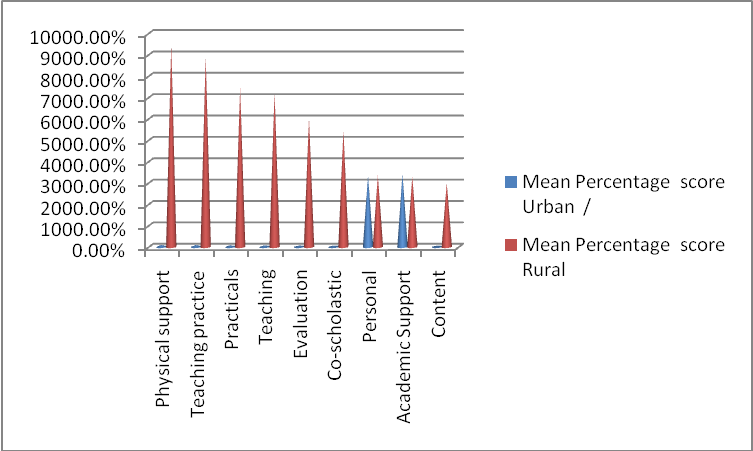 10000.00%
9000.00%
8000.00%
7000.00%
6000.00%
5000.00%
4000.00%
3000.00%
2000.00%
1000.00%
0.00%
Physical support
Teaching practice
Practicals
Teaching
Evaluation
Co-scholastic
Personal
Academic Support
Content
Mean Percentage score
Urban /
Mean Percentage score
Rural